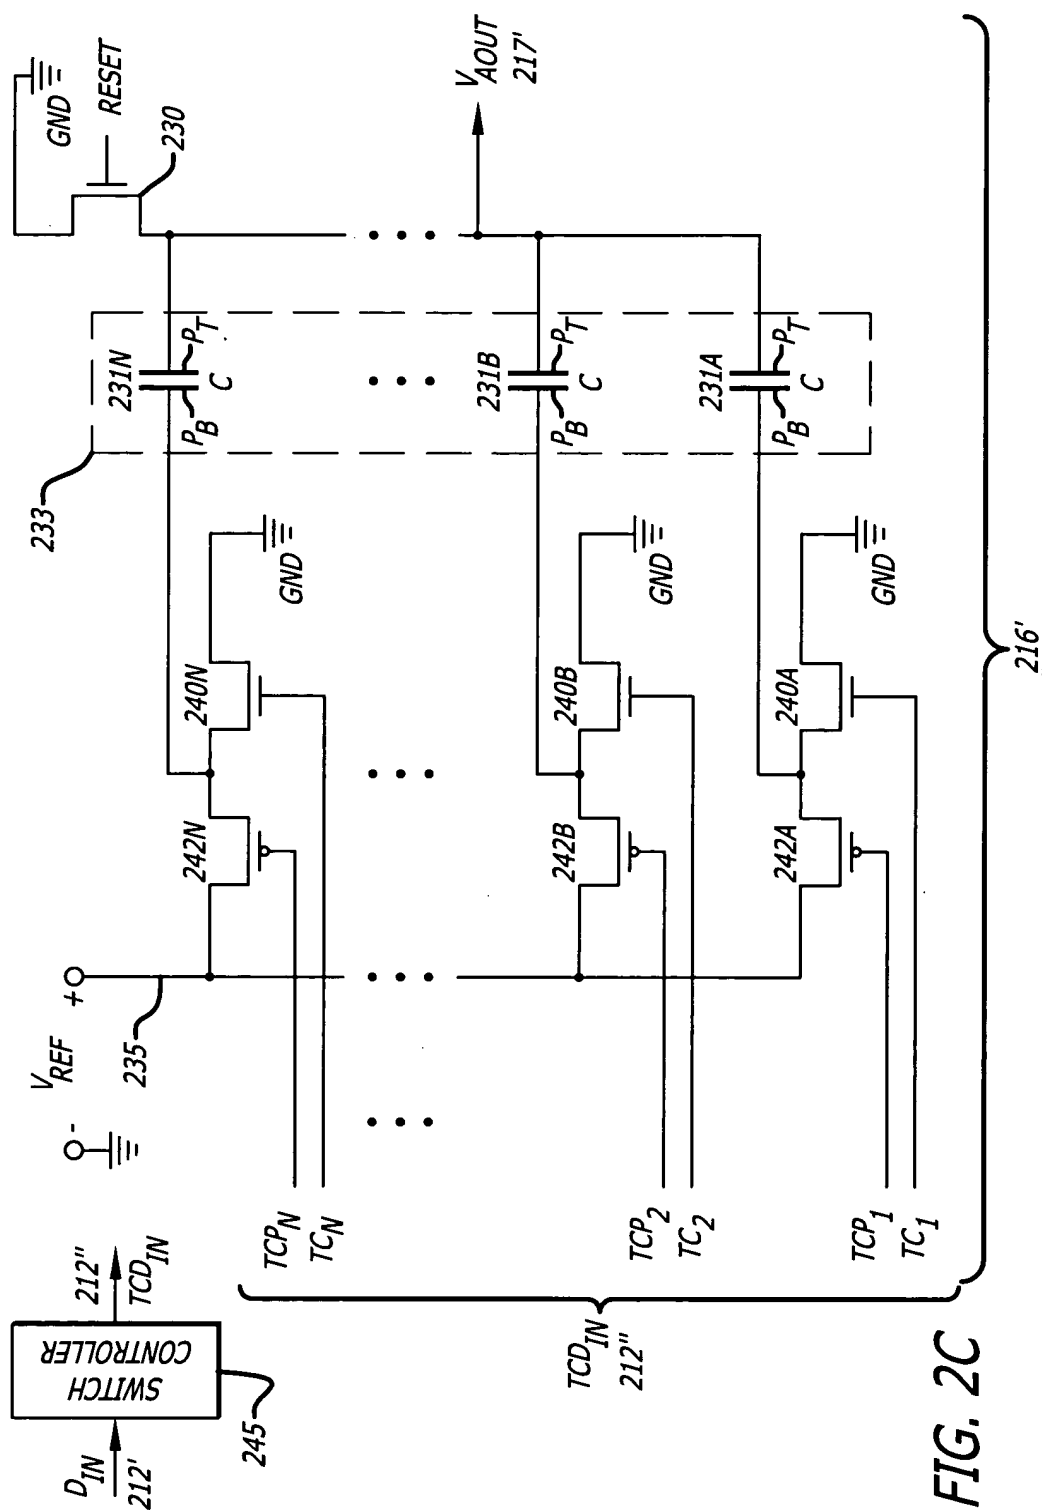 D_IN
212'
SWITCH
CONTROLLER
245
212"
TCD_IN
- V_REF +
235
233
GND
RESET
230
TCP_N
TC_N
242N
240N
GND
231N
P_B
P_T
C
V_AOUT
217'
TCP_2
TC_2
242B
240B
GND
231B
P_B
P_T
C
TCP_1
TC_1
242A
240A
GND
231A
P_B
P_T
C
TCD_IN
212"
216'
FIG. 2C